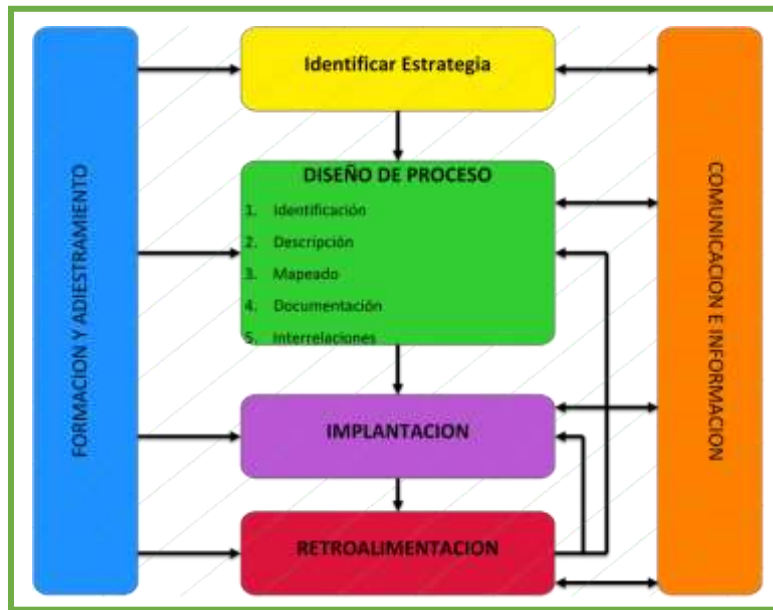 FORMACION Y ADIESTRAMIENTO
Identificar Estrategia
DISEÑO DE PROCESO
1. Identificación
2. Descripción
3. Mapeado
4. Documentación
5. Interrelaciones
IMPLANTACION
RETROALIMENTACION
COMUNICACION E INFORMACION